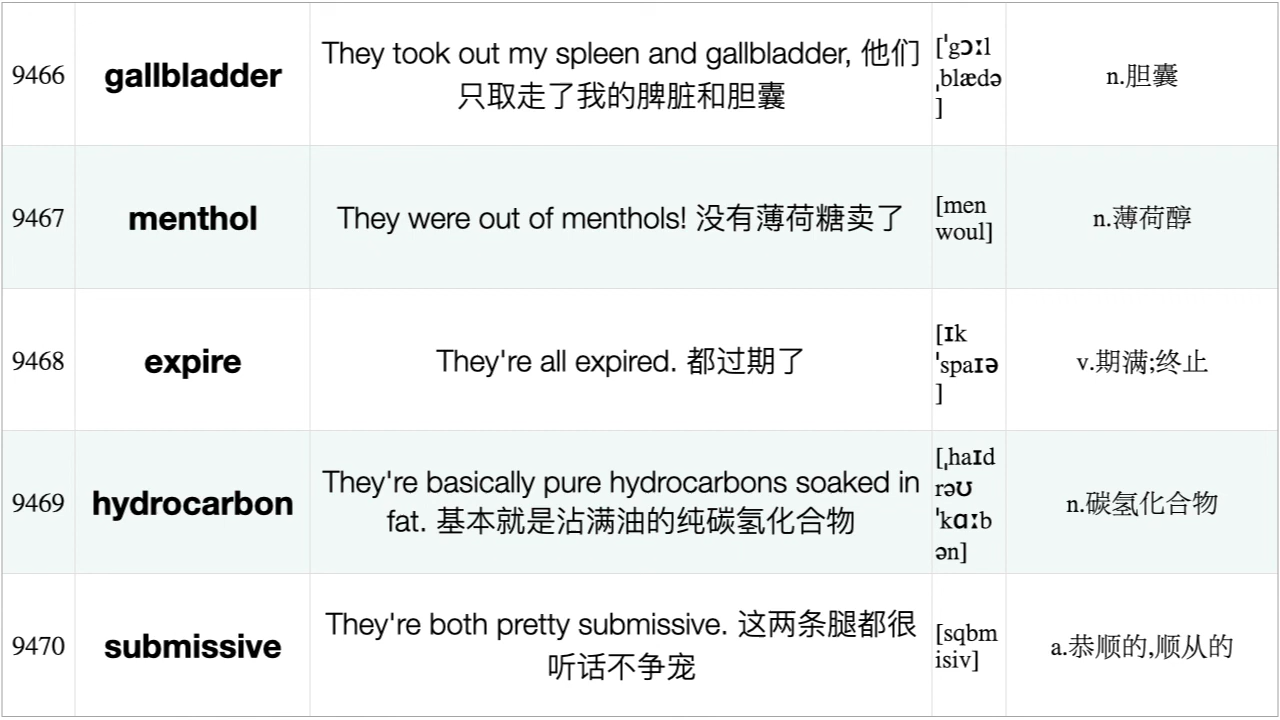 9466
gallbladder
They took out my spleen and gallbladder, 他们
只取走了我的脾脏和胆囊
[ˈgɔːl
ˌblædə
]
n.胆囊
9467
menthol
They were out of menthols! 没有薄荷糖卖了
[men
woul]
n.薄荷醇
9468
expire
They're all expired. 都过期了
[ɪk
ˈspaɪə
]
v.期满;终止
9469
hydrocarbon
They're basically pure hydrocarbons soaked in
fat. 基本就是沾满油的纯碳氢化合物
[ˌhaɪd
rəʊ
ˈkɑːb
ən]
n.碳氢化合物
9470
submissive
They're both pretty submissive. 这两条腿都很
听话不争宠
[sqbm
isiv]
a.恭顺的,顺从的